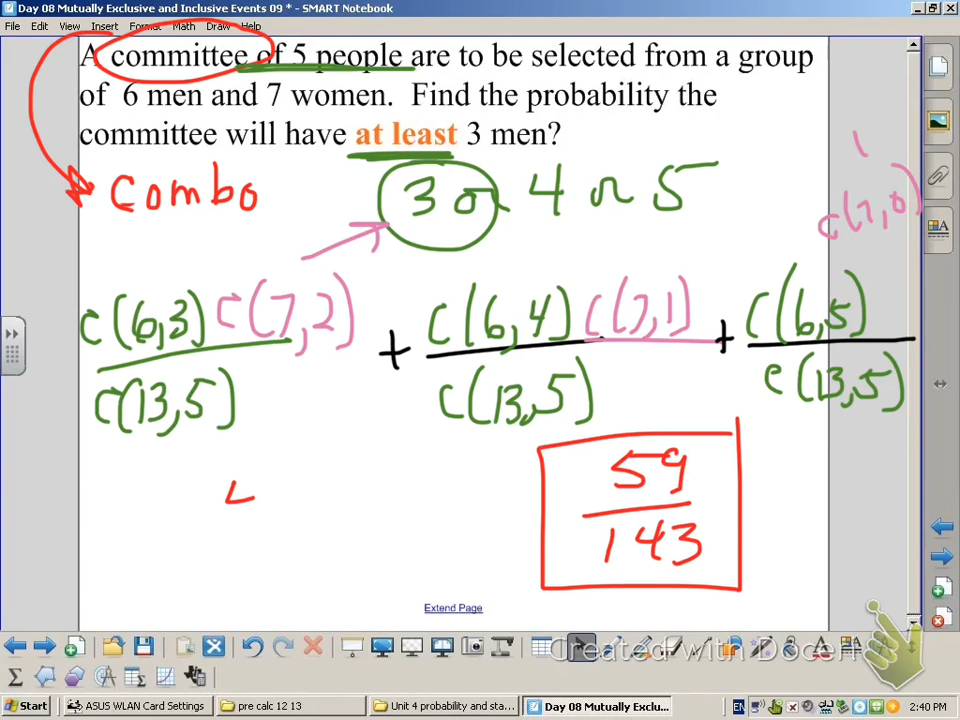 Day 08 Mutually Exclusive and Inclusive Events 09 * - SMART Notebook
File Edit View Insert Format Math Draw Help
A committee of 5 people are to be selected from a group
of 6 men and 7 women. Find the probability the
committee will have at least 3 men?
Combo 3 or 4 or 5
1
C(7,0)
C(6,3) C(7,2) + C(6,4) C(7,1) + C(6,5)
C(13,5) C(13,5) C(13,5)
59
143
Extend Page
Created with
Start ASUS WLAN Card Settings pre calc 12 13 Unit 4 probability and sta... Day 08 Mutually Exclu... EN 2:40 PM